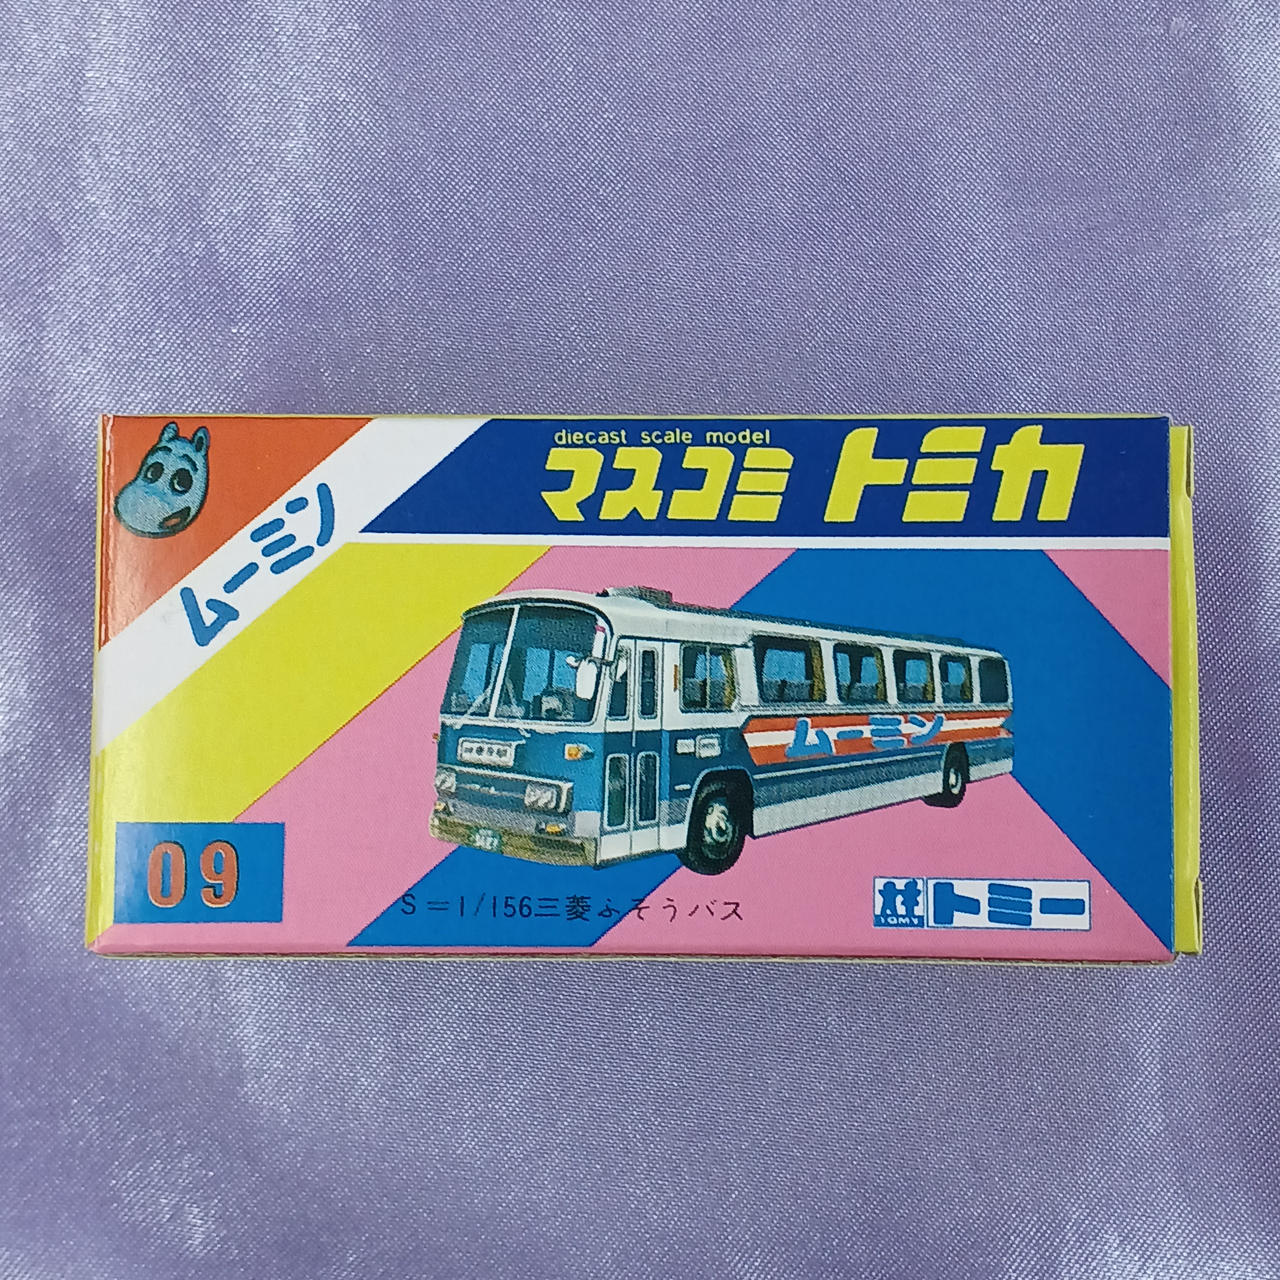 diecast scale model
マスコミトミカ
ムーミン
ムーミン
09
S=1/156三菱ふそうバス
TOMY
トミー